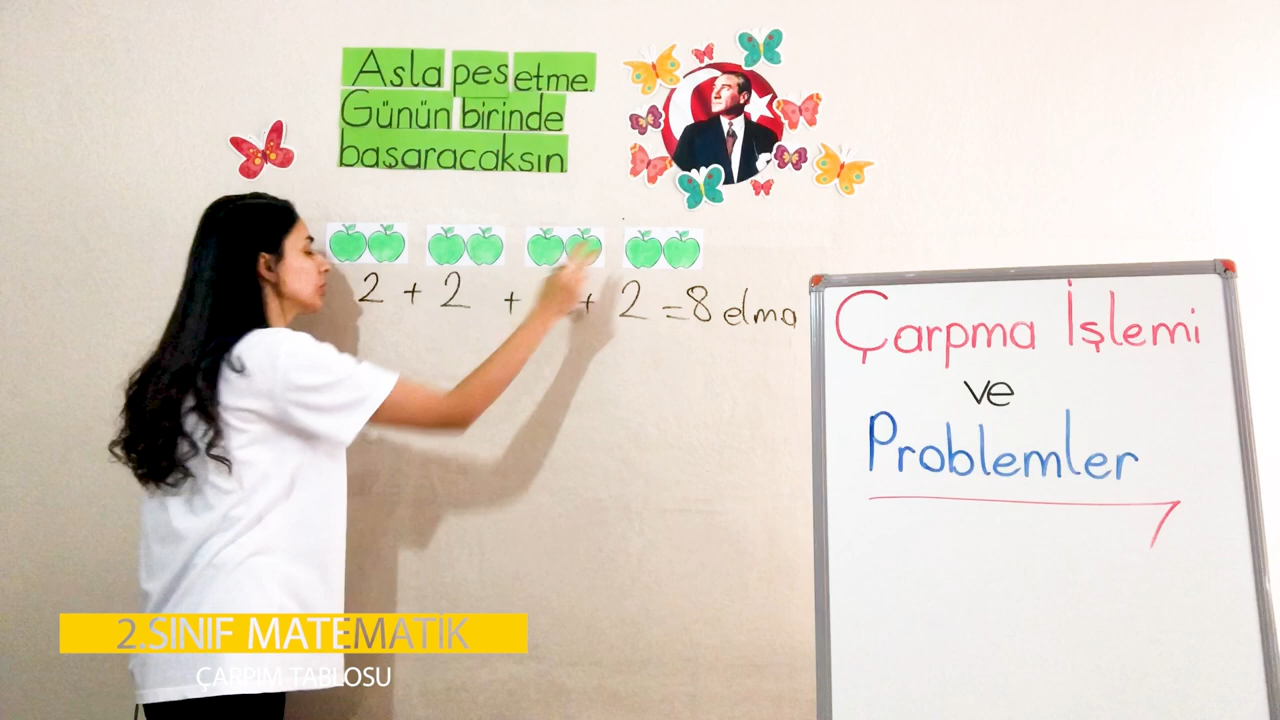 Asla pes etme.
Günün birinde
başaracaksın
2 + 2 + + 2 = 8 elma
Çarpma İşlemi
ve
Problemler
2.SINIF MATEMATİK
ÇARPIM TABLOSU